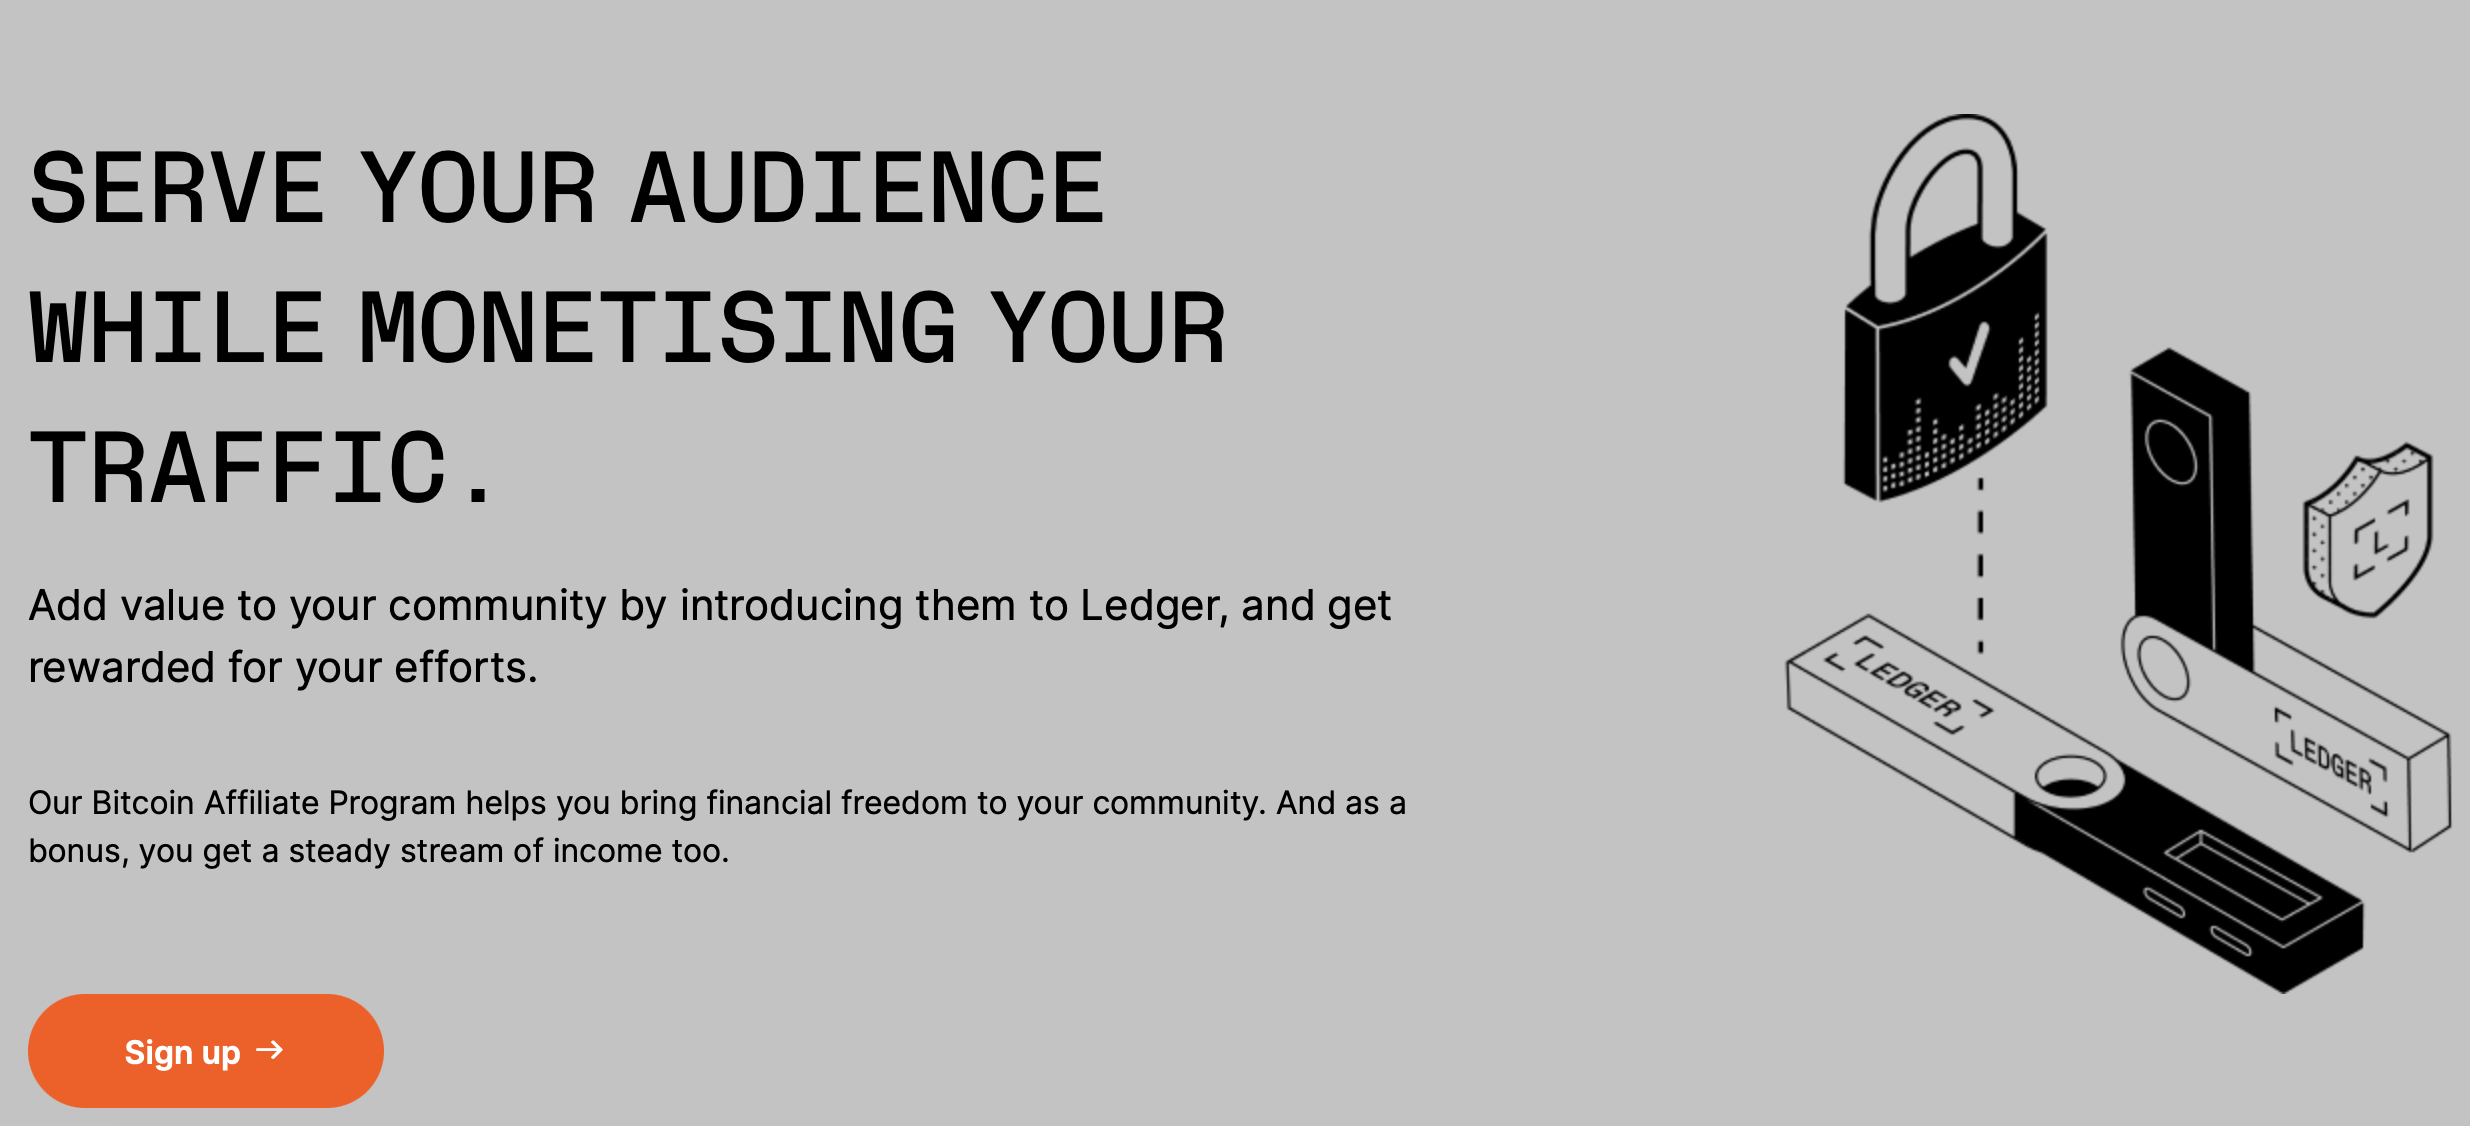 SERVE YOUR AUDIENCE
WHILE MONETISING YOUR
TRAFFIC.
Add value to your community by introducing them to Ledger, and get
rewarded for your efforts.
Our Bitcoin Affiliate Program helps you bring financial freedom to your community. And as a
bonus, you get a steady stream of income too.
Sign up →
LEDGER
LEDGER